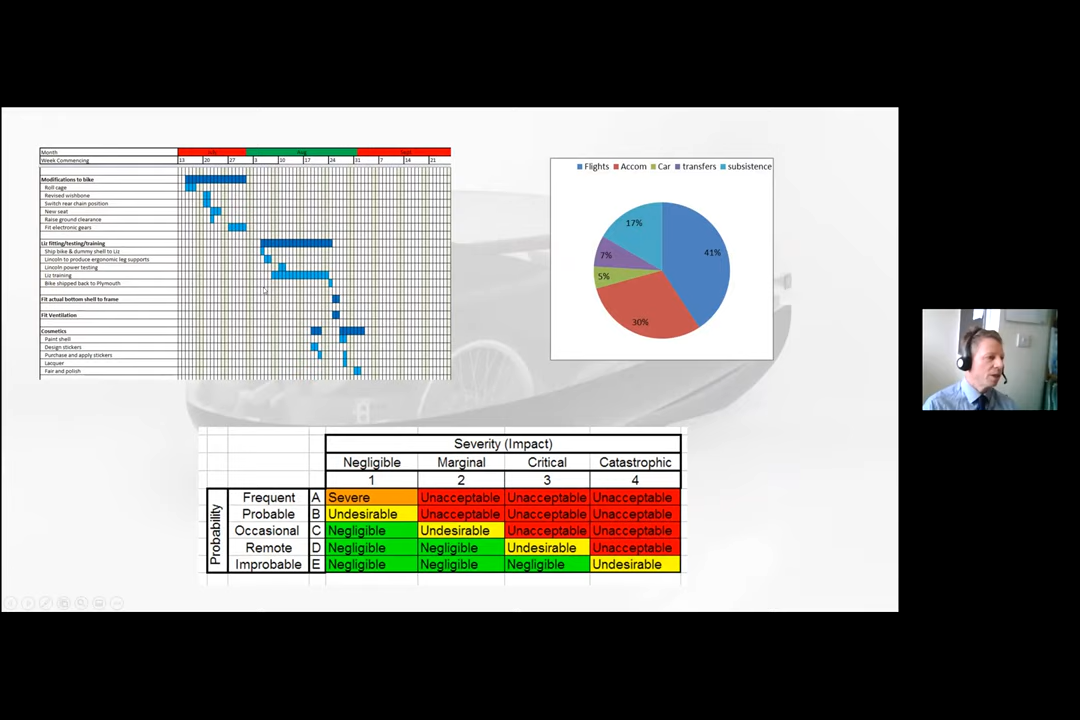 Month July Aug Sept
Week Commencing 13 20 27 3 10 17 24 31 7 14 21
Modifications to bike
Roll cage
Revised wishbone
Switch rear chain position
New seat
Raise ground clearance
Fit electronic gears
Liz fitting/testing/training
Ship bike & dummy shell to Liz
Lincoln to produce ergonomic leg supports
Lincoln power testing
Liz training
Bike shipped back to Plymouth
Fit actual bottom shell to frame
Fit Ventilation
Cosmetics
Paint shell
Design stickers
Purchase and apply stickers
Lacquer
Fair and polish
Flights Accom Car transfers subsistence
17%
41%
7%
5%
30%
Severity (Impact)
Negligible Marginal Critical Catastrophic
1 2 3 4
Probability
Frequent A Severe Unacceptable Unacceptable Unacceptable
Probable B Undesirable Unacceptable Unacceptable Unacceptable
Occasional C Negligible Undesirable Unacceptable Unacceptable
Remote D Negligible Negligible Undesirable Unacceptable
Improbable E Negligible Negligible Negligible Undesirable